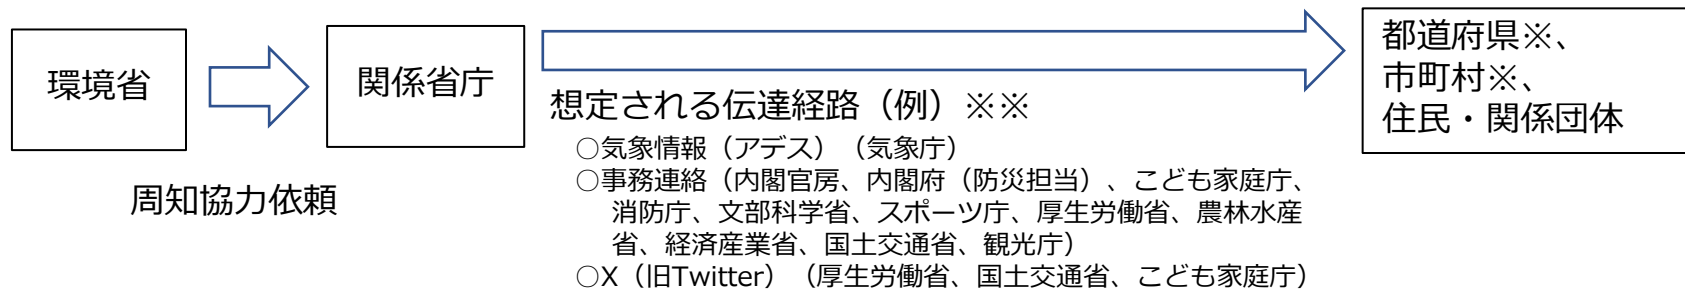 環境省
関係省庁
都道府県※、
市町村※、
住民・関係団体
周知協力依頼
想定される伝達経路（例）※※
○気象情報（アデス）（気象庁）
○事務連絡（内閣官房、内閣府（防災担当）、こども家庭庁、
消防庁、文部科学省、スポーツ庁、厚生労働省、農林水産
省、経済産業省、国土交通省、観光庁）
○X（旧Twitter）（厚生労働省、国土交通省、こども家庭庁）